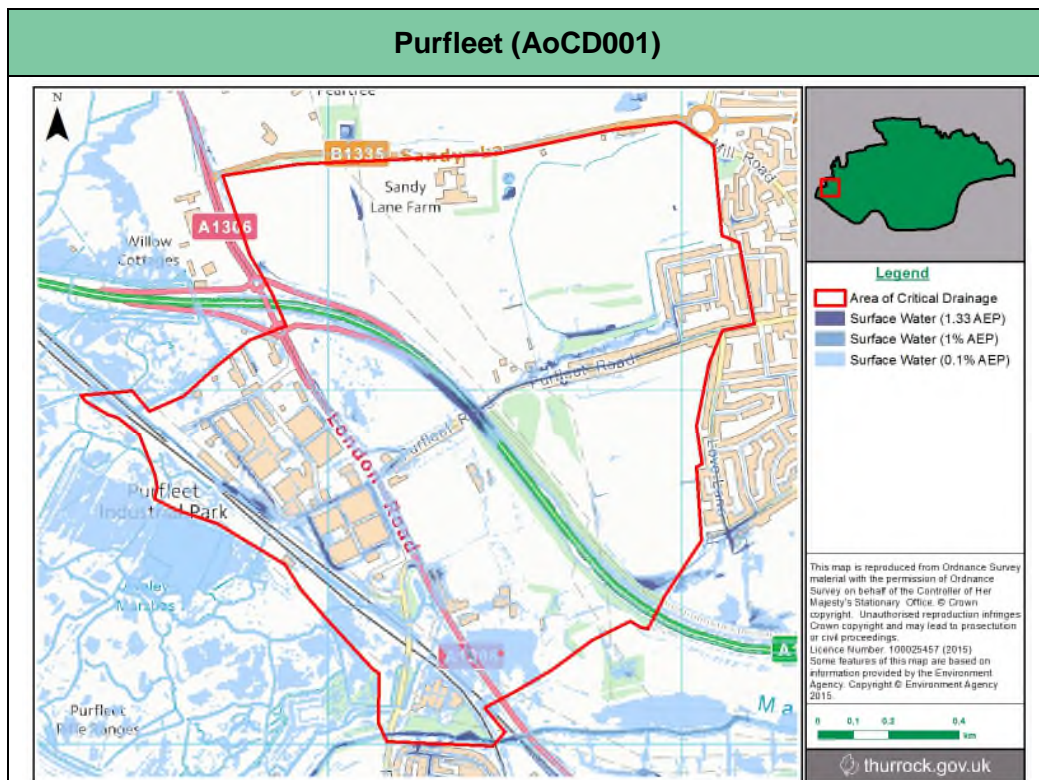 Purfleet (AoCD001)
N
B1335
Sandy
Lane Farm
Mill Road
A1306
Willow
Cottages
Purfleet Road
London Road
Love Lane
Purfleet
Industrial Park
Purfleet
A
Ma
Legend
Area of Critical Drainage
Surface Water (1.33 AEP)
Surface Water (1% AEP)
Surface Water (0.1% AEP)
This map is reproduced from Ordnance Survey
material with the permission of Ordnance
Survey on behalf of the Controller of Her
Majesty's Stationary Office. © Crown
copyright. Unauthorised reproduction infringes
Crown copyright and may lead to prosecution
or civil proceedings.
Licence Number: 100025457 (2015)
Some features of this map are based on
information provided by the Environment
Agency. Copyright © Environment Agency
2015.
0 0.1 0.2 0.4
km
thurrock.gov.uk